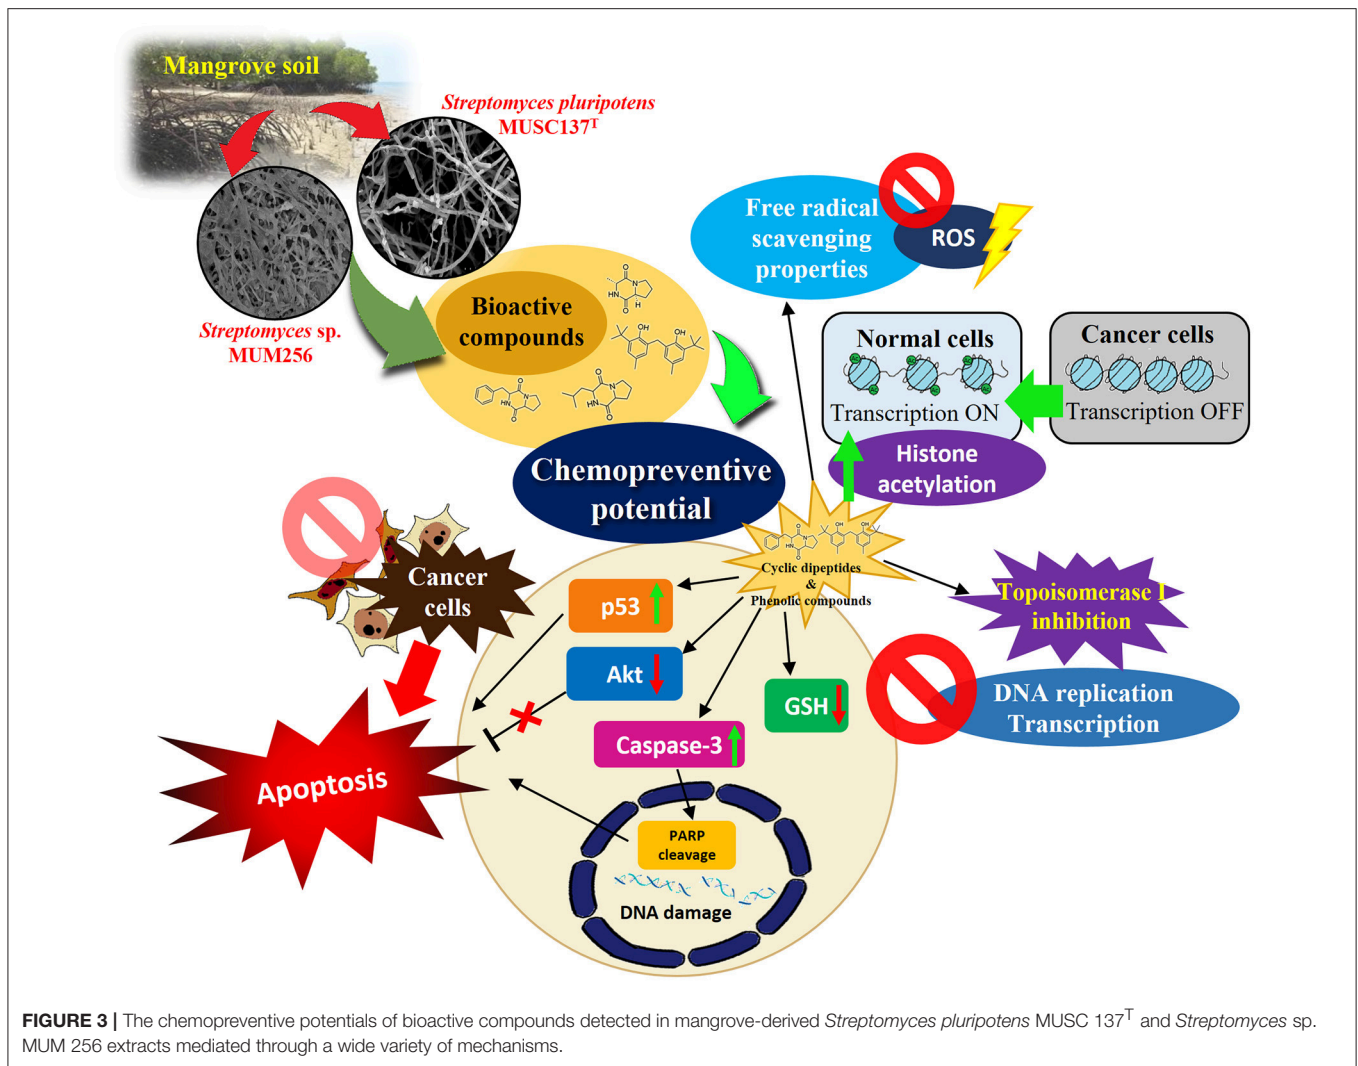 Mangrove soil
Streptomyces pluripotens
MUSC137ᵀ
Streptomyces sp.
MUM256
Bioactive
compounds
Free radical
scavenging
properties
ROS
Normal cells
Ac
Ac
Ac
Ac
Transcription ON
Cancer cells
Transcription OFF
Histone
acetylation
Chemopreventive
potential
Cyclic dipeptides
&
Phenolic compounds
Cancer
cells
p53
Akt
Caspase-3
GSH
Topoisomerase I
inhibition
DNA replication
Transcription
Apoptosis
PARP
cleavage
DNA damage
FIGURE 3 | The chemopreventive potentials of bioactive compounds detected in mangrove-derived Streptomyces pluripotens MUSC 137ᵀ and Streptomyces sp.
MUM 256 extracts mediated through a wide variety of mechanisms.